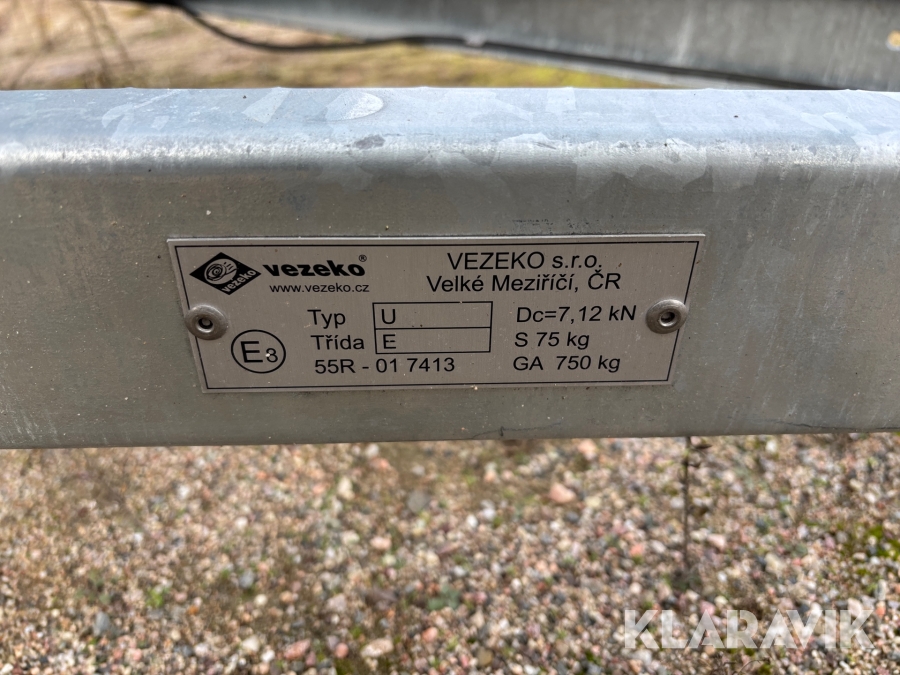 vezeko®
vezeko
www.vezeko.cz
VEZEKO s.r.o.
Velké Meziříčí, ČR
Typ U
Třída E
E8
55R - 01 7413
Dc=7,12 kN
S 75 kg
GA 750 kg
KLARAVIK